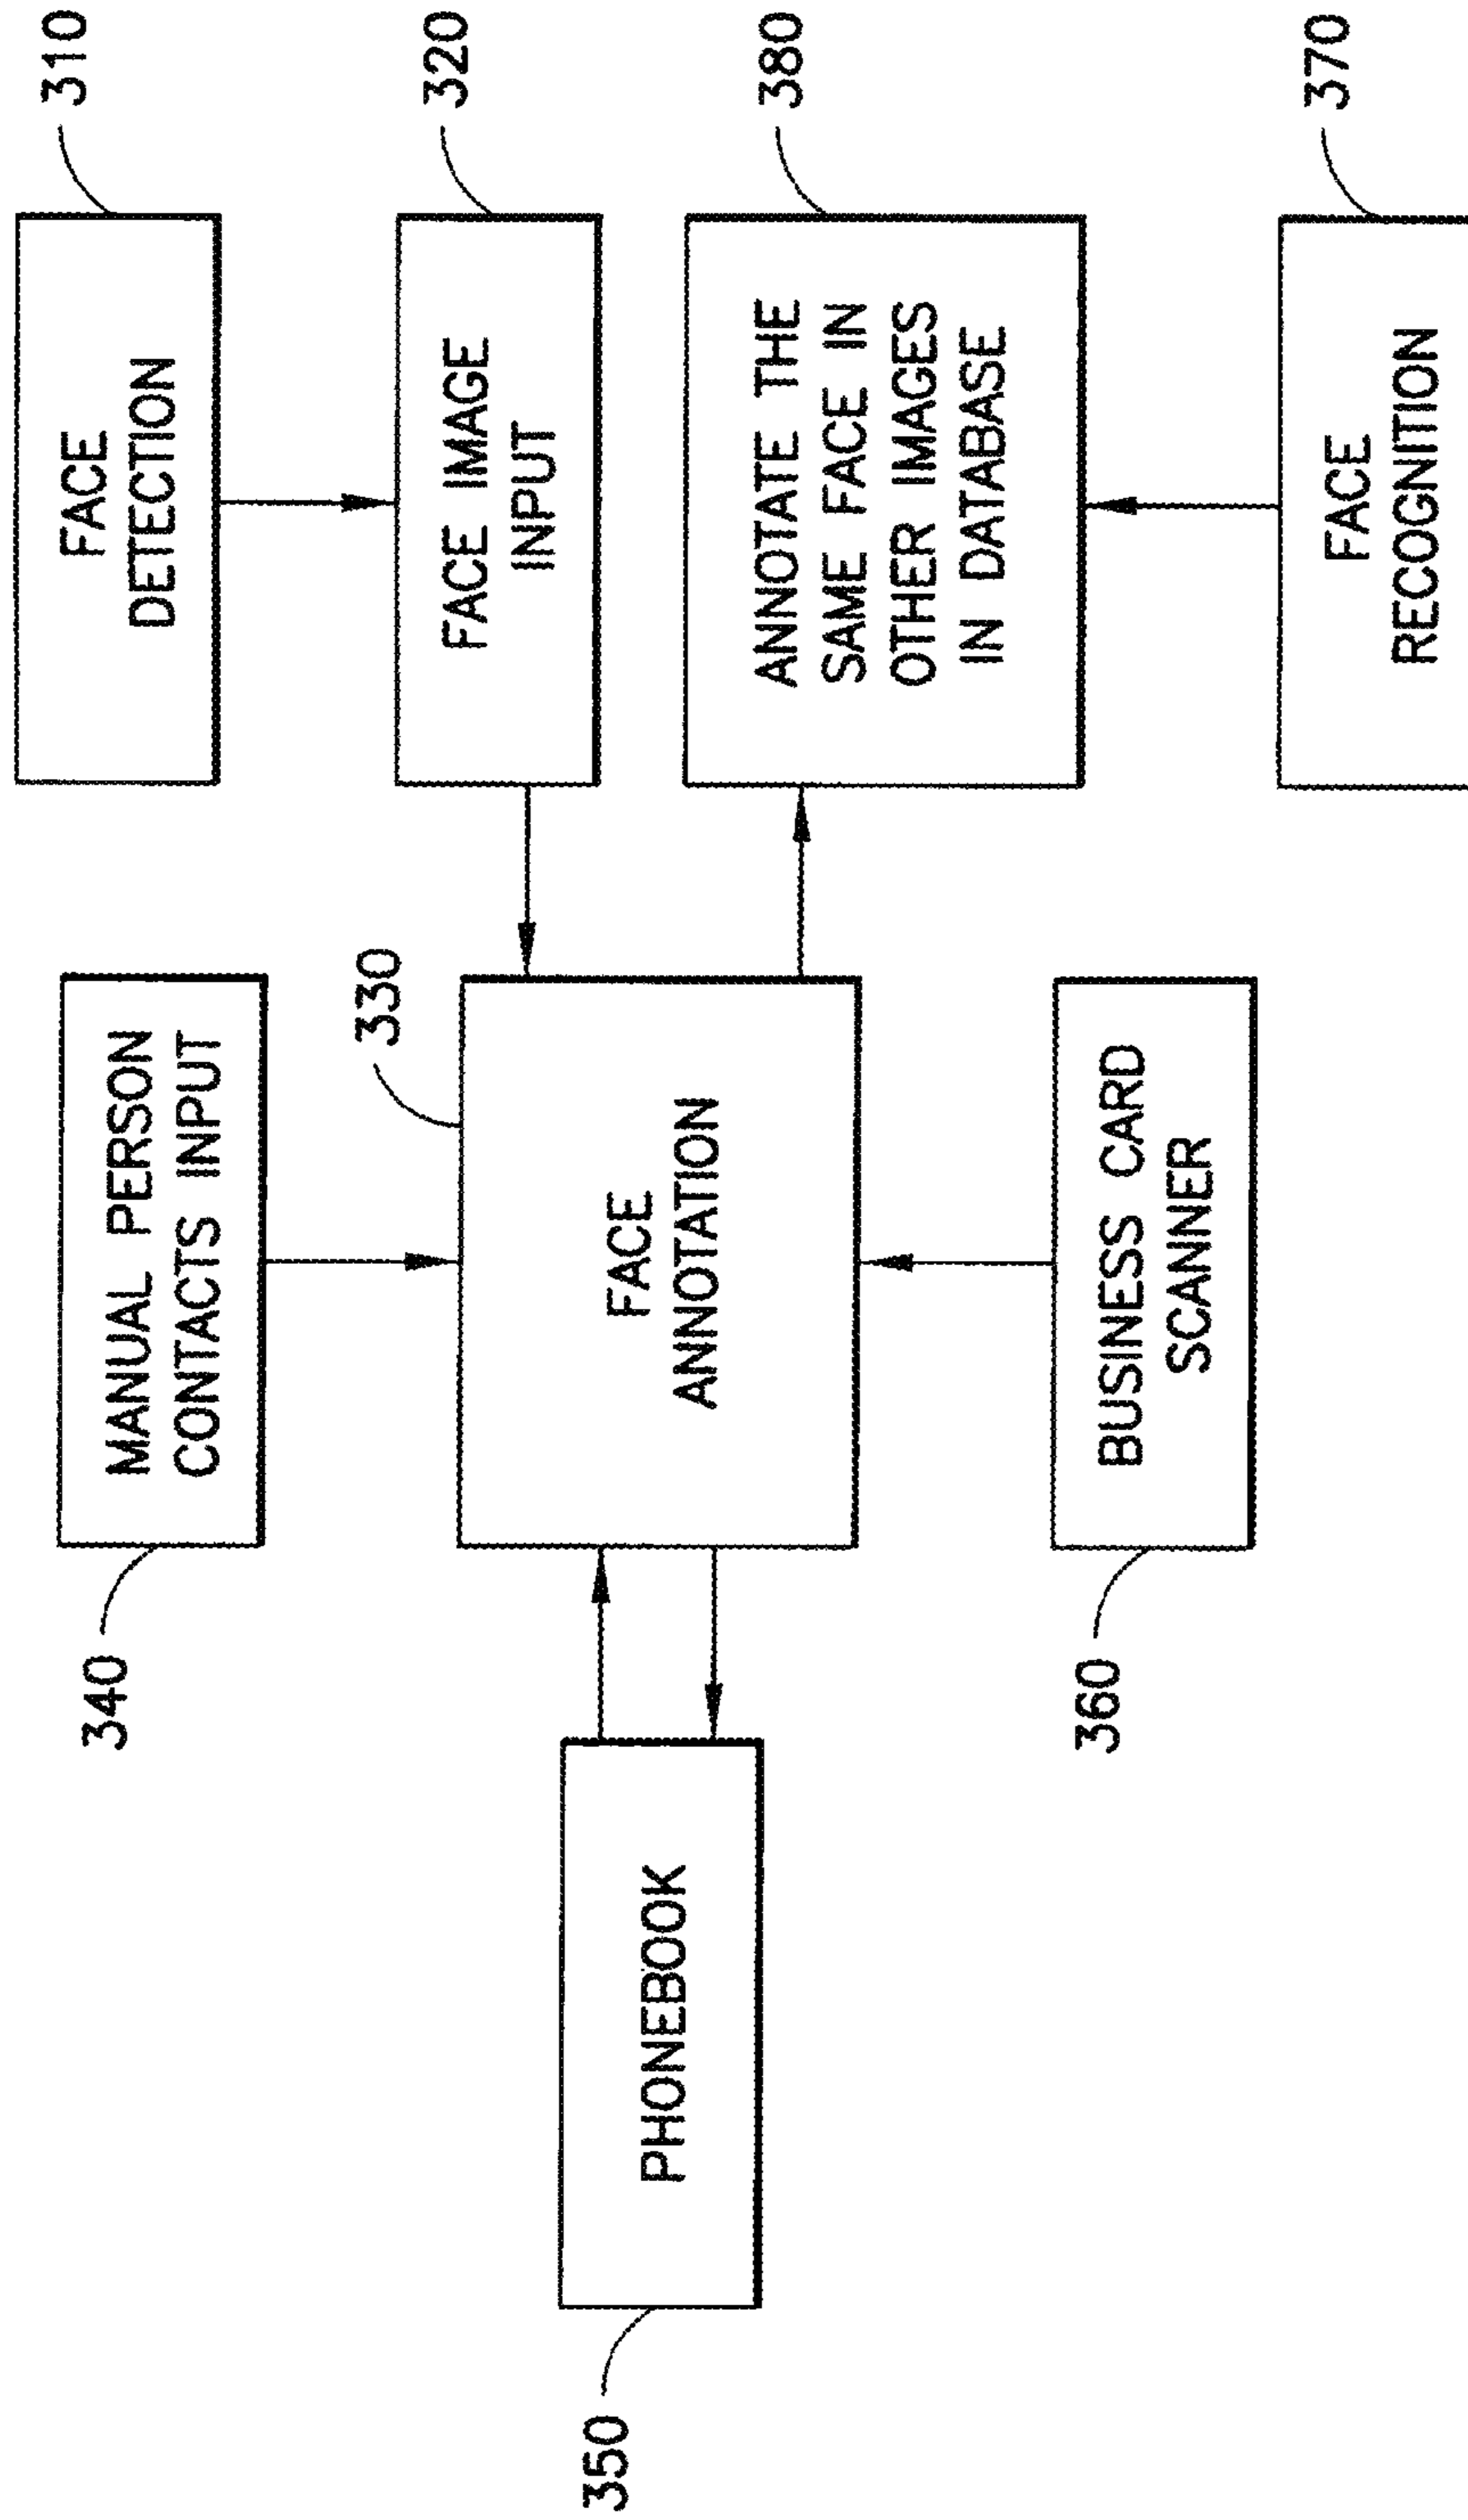 310
FACE
DETECTION
320
FACE IMAGE
INPUT
380
ANNOTATE THE
SAME FACE IN
OTHER IMAGES
IN DATABASE
370
FACE
RECOGNITION
340
MANUAL PERSON
CONTACTS INPUT
330
FACE
ANNOTATION
360
BUSINESS CARD
SCANNER
350
PHONEBOOK